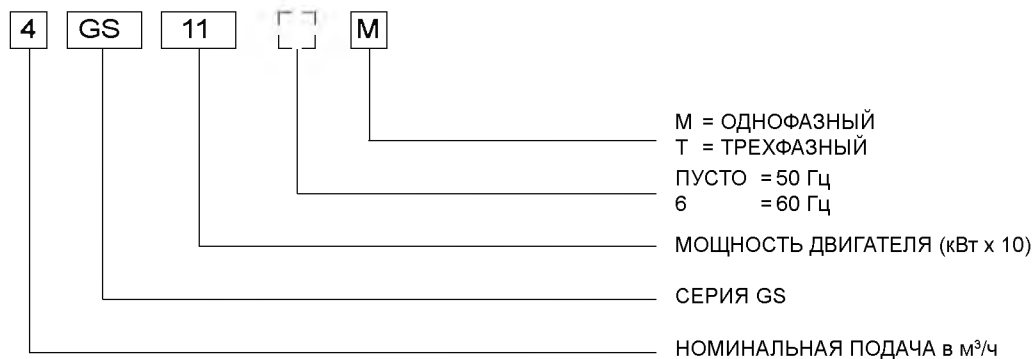 4 GS 11 M
М = ОДНОФАЗНЫЙ
Т = ТРЕХФАЗНЫЙ
ПУСТО = 50 Гц
6 = 60 Гц
МОЩНОСТЬ ДВИГАТЕЛЯ (кВт х 10)
СЕРИЯ GS
НОМИНАЛЬНАЯ ПОДАЧА в м³/ч